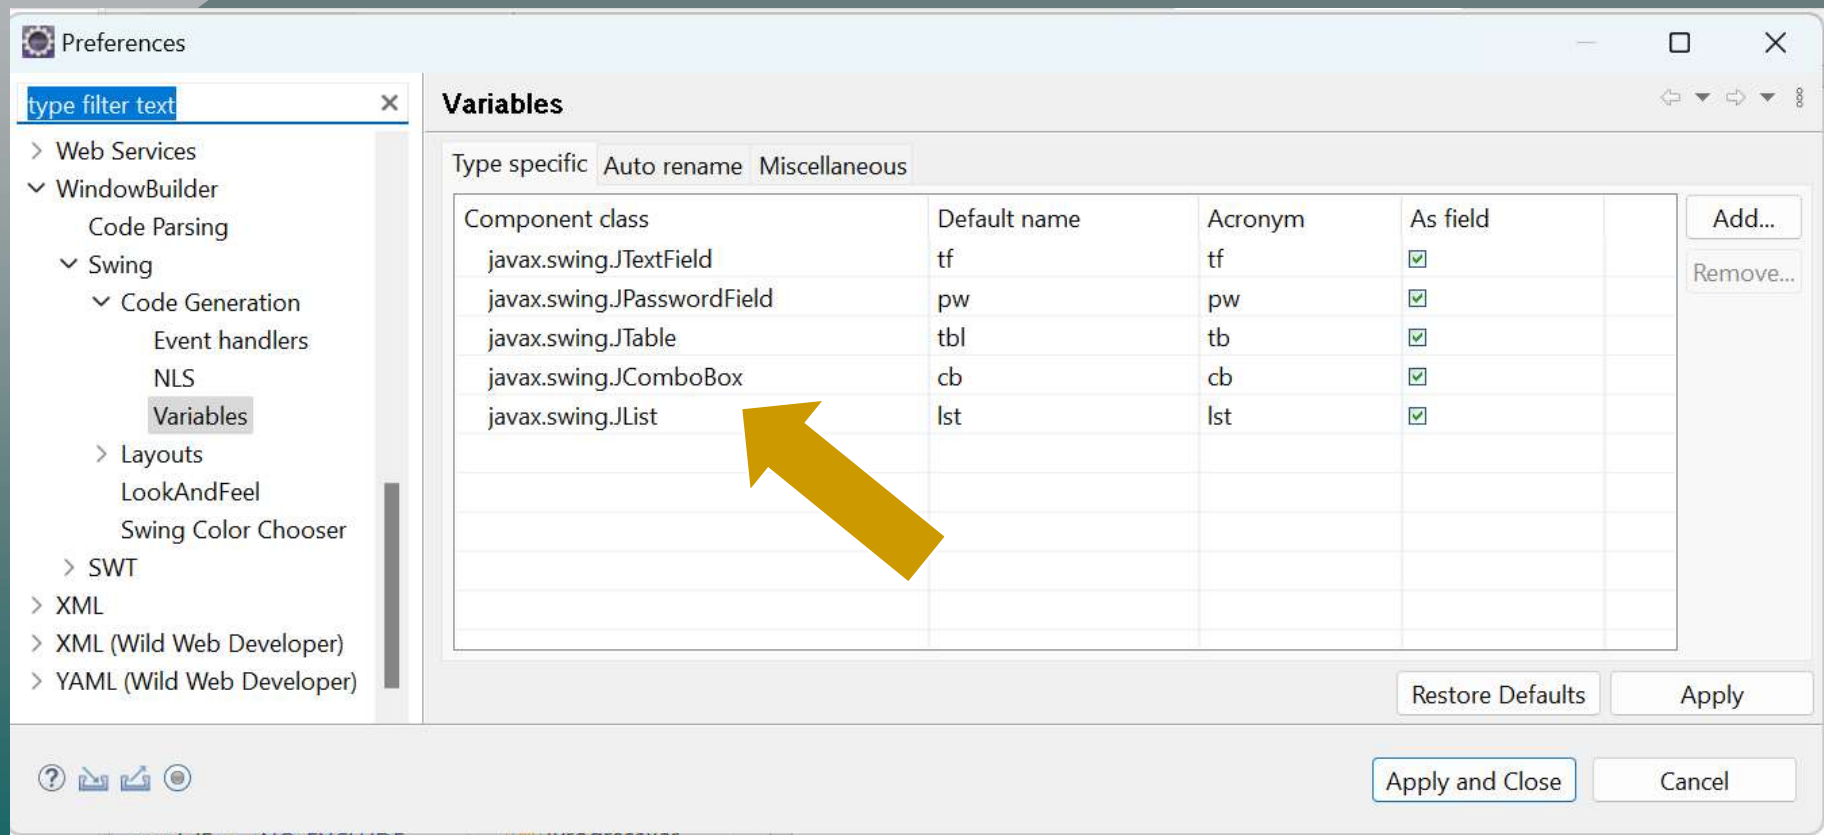 Preferences
type filter text
Web Services
WindowBuilder
Code Parsing
Swing
Code Generation
Event handlers
NLS
Variables
Layouts
LookAndFeel
Swing Color Chooser
SWT
XML
XML (Wild Web Developer)
YAML (Wild Web Developer)
Variables
Type specific Auto rename Miscellaneous
Component class Default name Acronym As field
javax.swing.JTextField tf tf
javax.swing.JPasswordField pw pw
javax.swing.JTable tbl tb
javax.swing.JComboBox cb cb
javax.swing.JList lst lst
Add...
Remove...
Restore Defaults Apply
Apply and Close Cancel